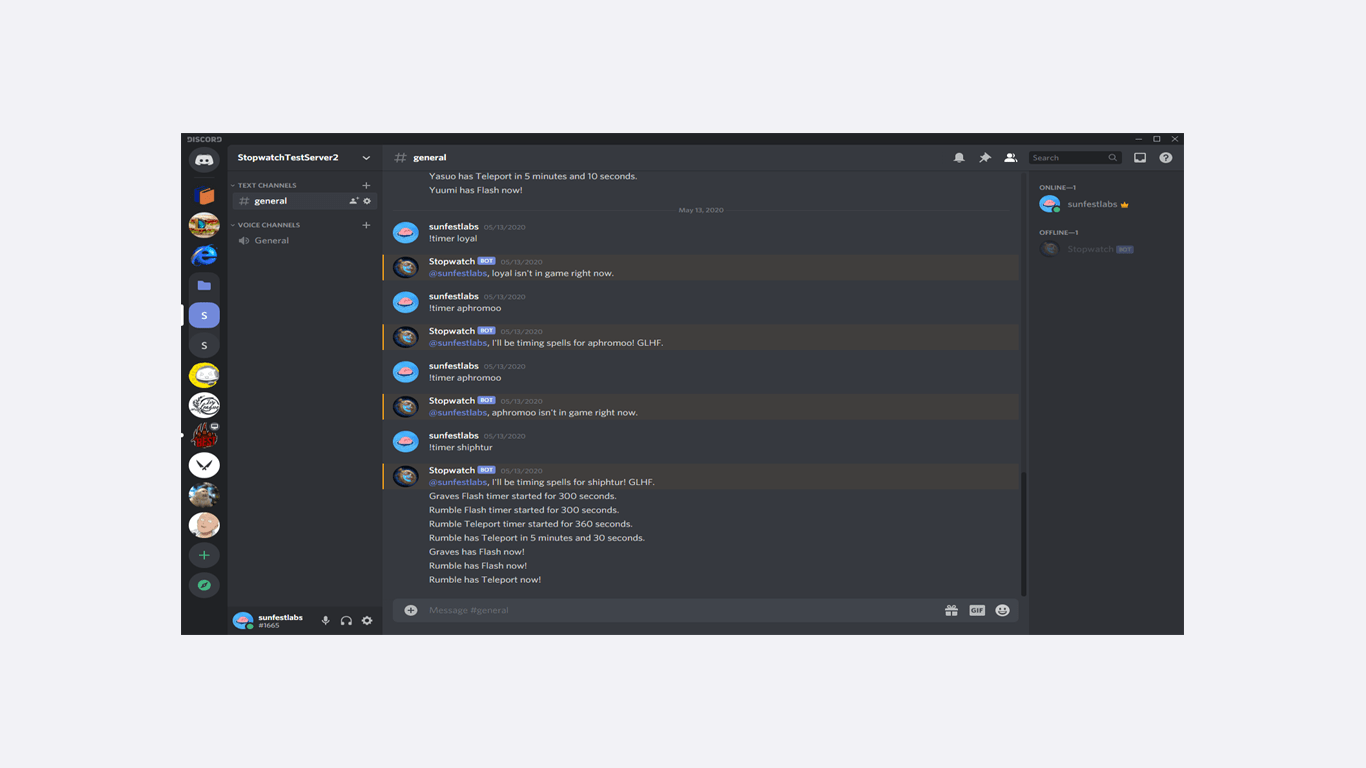 DISCORD
StopwatchTestServer2
TEXT CHANNELS
general
VOICE CHANNELS
General
S
S
sunfestlabs
#1665
# general
Search
Yasuo has Teleport in 5 minutes and 10 seconds.
Yuumi has Flash now!
May 13, 2020
sunfestlabs 05/13/2020
!timer loyal
Stopwatch BOT 05/13/2020
@sunfestlabs, loyal isn't in game right now.
sunfestlabs 05/13/2020
!timer aphromoo
Stopwatch BOT 05/13/2020
@sunfestlabs, I'll be timing spells for aphromoo! GLHF.
sunfestlabs 05/13/2020
!timer aphromoo
Stopwatch BOT 05/13/2020
@sunfestlabs, aphromoo isn't in game right now.
sunfestlabs 05/13/2020
!timer shiphtur
Stopwatch BOT 05/13/2020
@sunfestlabs, I'll be timing spells for shiphtur! GLHF.
Graves Flash timer started for 300 seconds.
Rumble Flash timer started for 300 seconds.
Rumble Teleport timer started for 360 seconds.
Rumble has Teleport in 5 minutes and 30 seconds.
Graves has Flash now!
Rumble has Flash now!
Rumble has Teleport now!
Message #general
GIF
ONLINE—1
sunfestlabs
OFFLINE—1
Stopwatch BOT